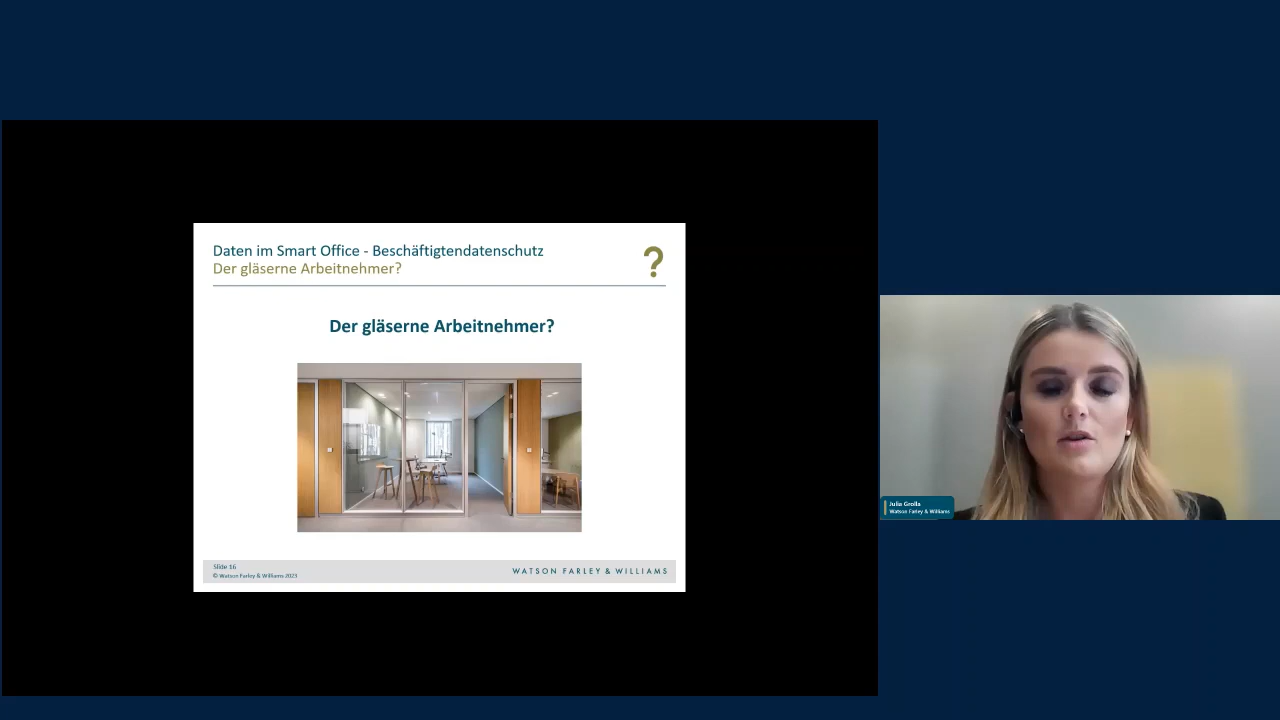 Daten im Smart Office - Beschäftigtendatenschutz
Der gläserne Arbeitnehmer?
?
Der gläserne Arbeitnehmer?
Slide 16
© Watson Farley & Williams 2023
WATSON FARLEY & WILLIAMS
Julia Grolla
Watson Farley & Williams